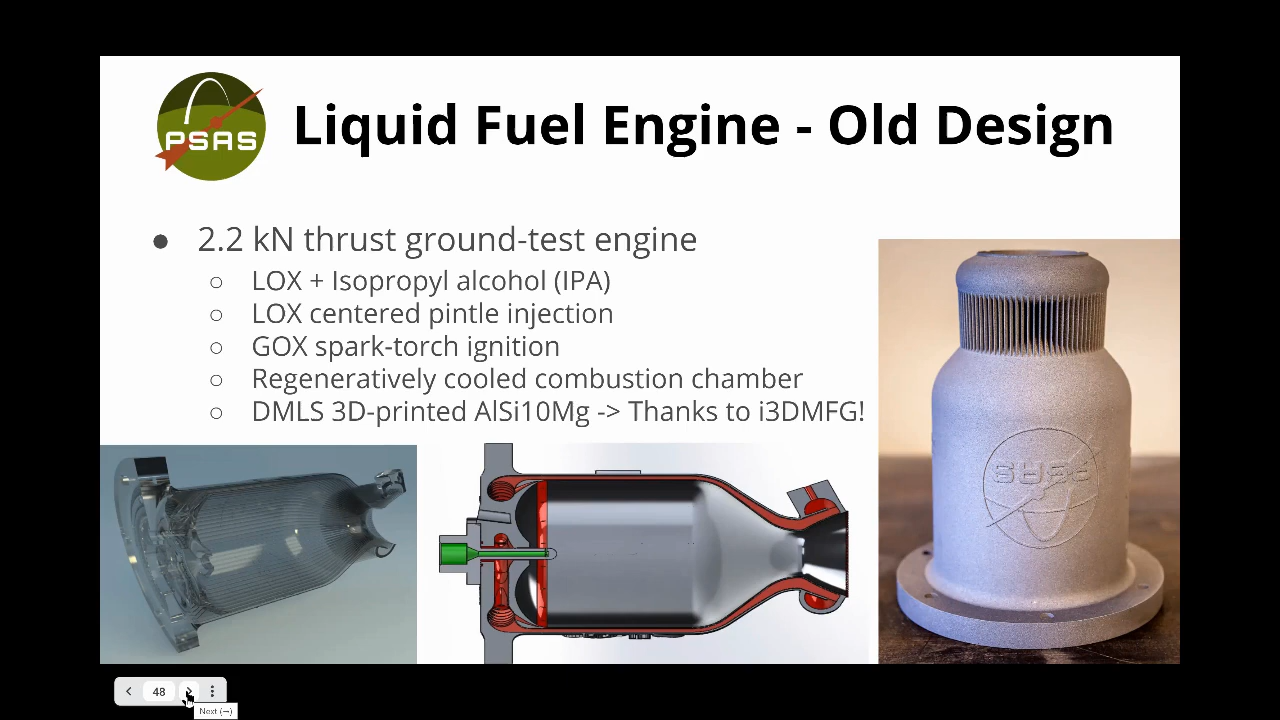 PSAS
Liquid Fuel Engine - Old Design
● 2.2 kN thrust ground-test engine
○ LOX + Isopropyl alcohol (IPA)
○ LOX centered pintle injection
○ GOX spark-torch ignition
○ Regeneratively cooled combustion chamber
○ DMLS 3D-printed AlSi10Mg -> Thanks to i3DMFG!
PSAS
48
Next (→)